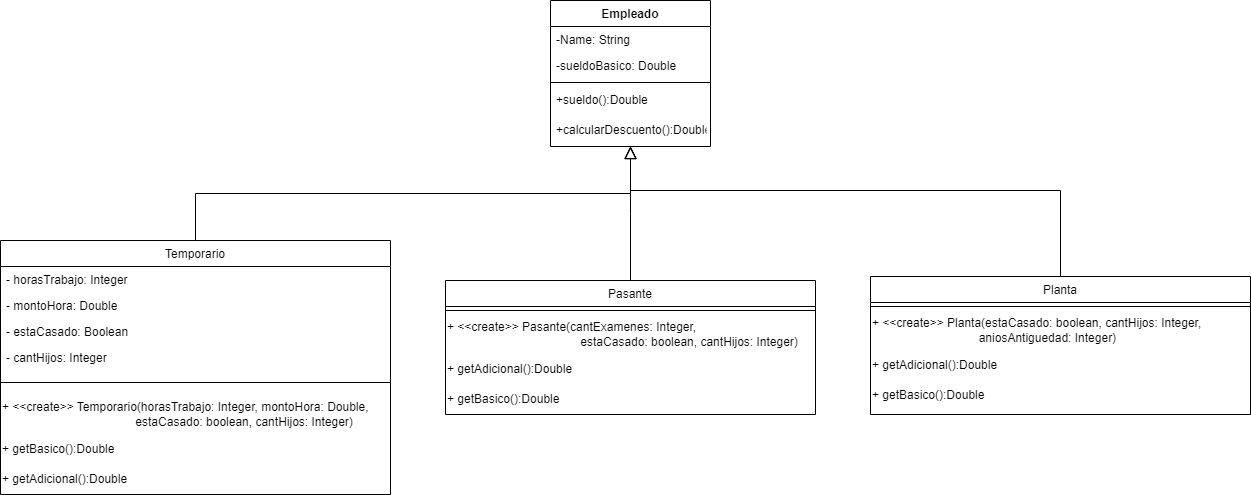 Empleado
-Name: String
-sueldoBasico: Double
+sueldo():Double
+calcularDescuento():Doubl
Temporario
- horasTrabajo: Integer
- montoHora: Double
- estaCasado: Boolean
- cantHijos: Integer
+ <<create>> Temporario(horasTrabajo: Integer, montoHora: Double,
estaCasado: boolean, cantHijos: Integer)
+ getBasico():Double
+ getAdicional():Double
Pasante
+ <<create>> Pasante(cantExamenes: Integer,
estaCasado: boolean, cantHijos: Integer)
+ getAdicional():Double
+ getBasico():Double
Planta
+ <<create>> Planta(estaCasado: boolean, cantHijos: Integer,
aniosAntiguedad: Integer)
+ getAdicional():Double
+ getBasico():Double